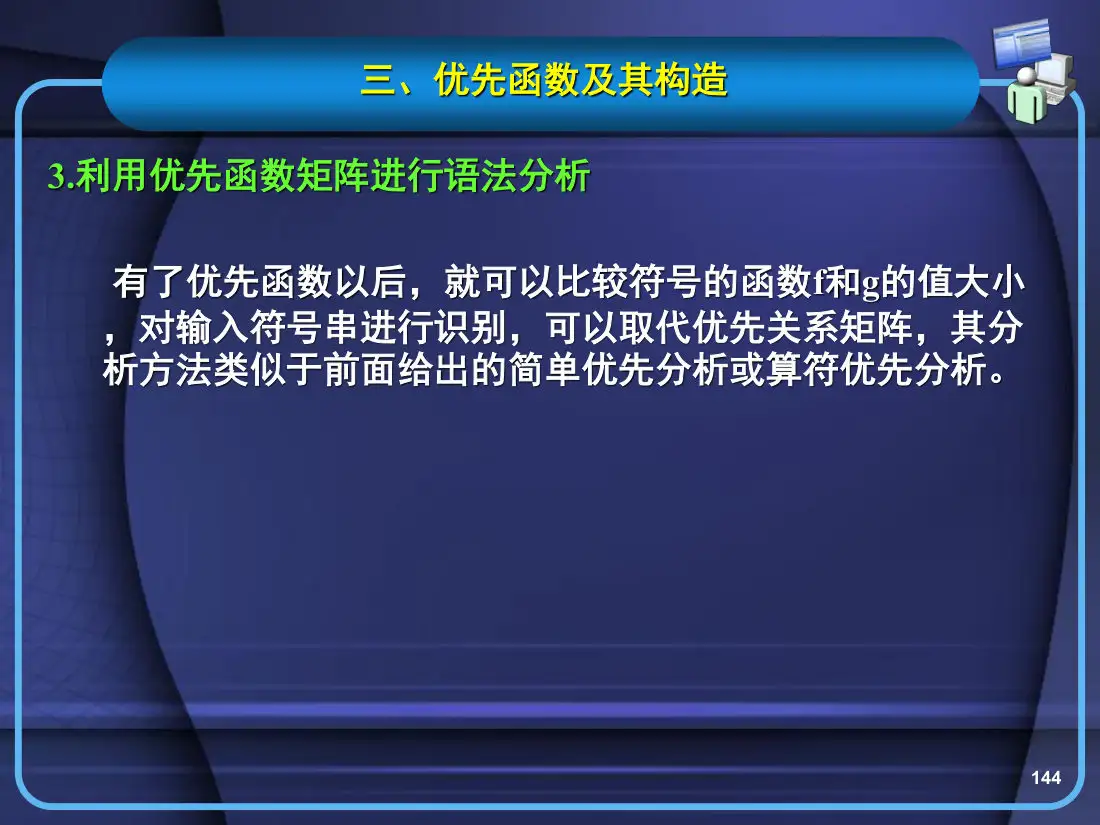 三、优先函数及其构造
3.利用优先函数矩阵进行语法分析
有了优先函数以后，就可以比较符号的函数f和g的值大小
，对输入符号串进行识别，可以取代优先关系矩阵，其分
析方法类似于前面给出的简单优先分析或算符优先分析。
144